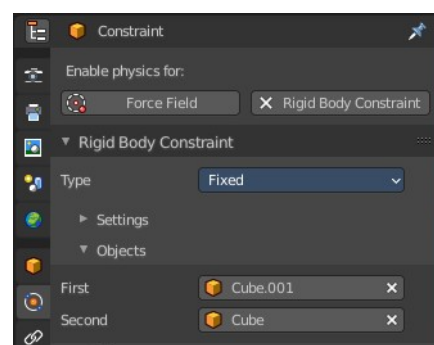 Constraint
Enable physics for:
Force Field Rigid Body Constraint
Rigid Body Constraint
Type Fixed
Settings
Objects
First Cube.001
Second Cube